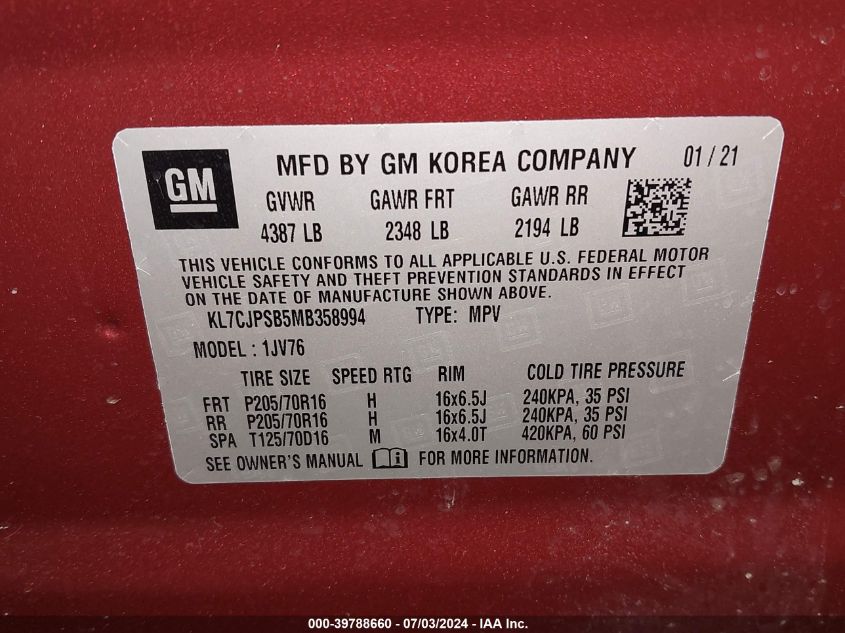 GM
MFD BY GM KOREA COMPANY 01 / 21
GVWR GAWR FRT GAWR RR
4387 LB 2348 LB 2194 LB
THIS VEHICLE CONFORMS TO ALL APPLICABLE U.S. FEDERAL MOTOR
VEHICLE SAFETY AND THEFT PREVENTION STANDARDS IN EFFECT
ON THE DATE OF MANUFACTURE SHOWN ABOVE.
KL7CJPSB5MB358994 TYPE: MPV
MODEL : 1JV76
TIRE SIZE SPEED RTG RIM COLD TIRE PRESSURE
FRT P205/70R16 H 16x6.5J 240KPA, 35 PSI
RR P205/70R16 H 16x6.5J 240KPA, 35 PSI
SPA T125/70D16 M 16x4.0T 420KPA, 60 PSI
SEE OWNER'S MANUAL i FOR MORE INFORMATION.
000-39788660 - 07/03/2024 - IAA Inc.